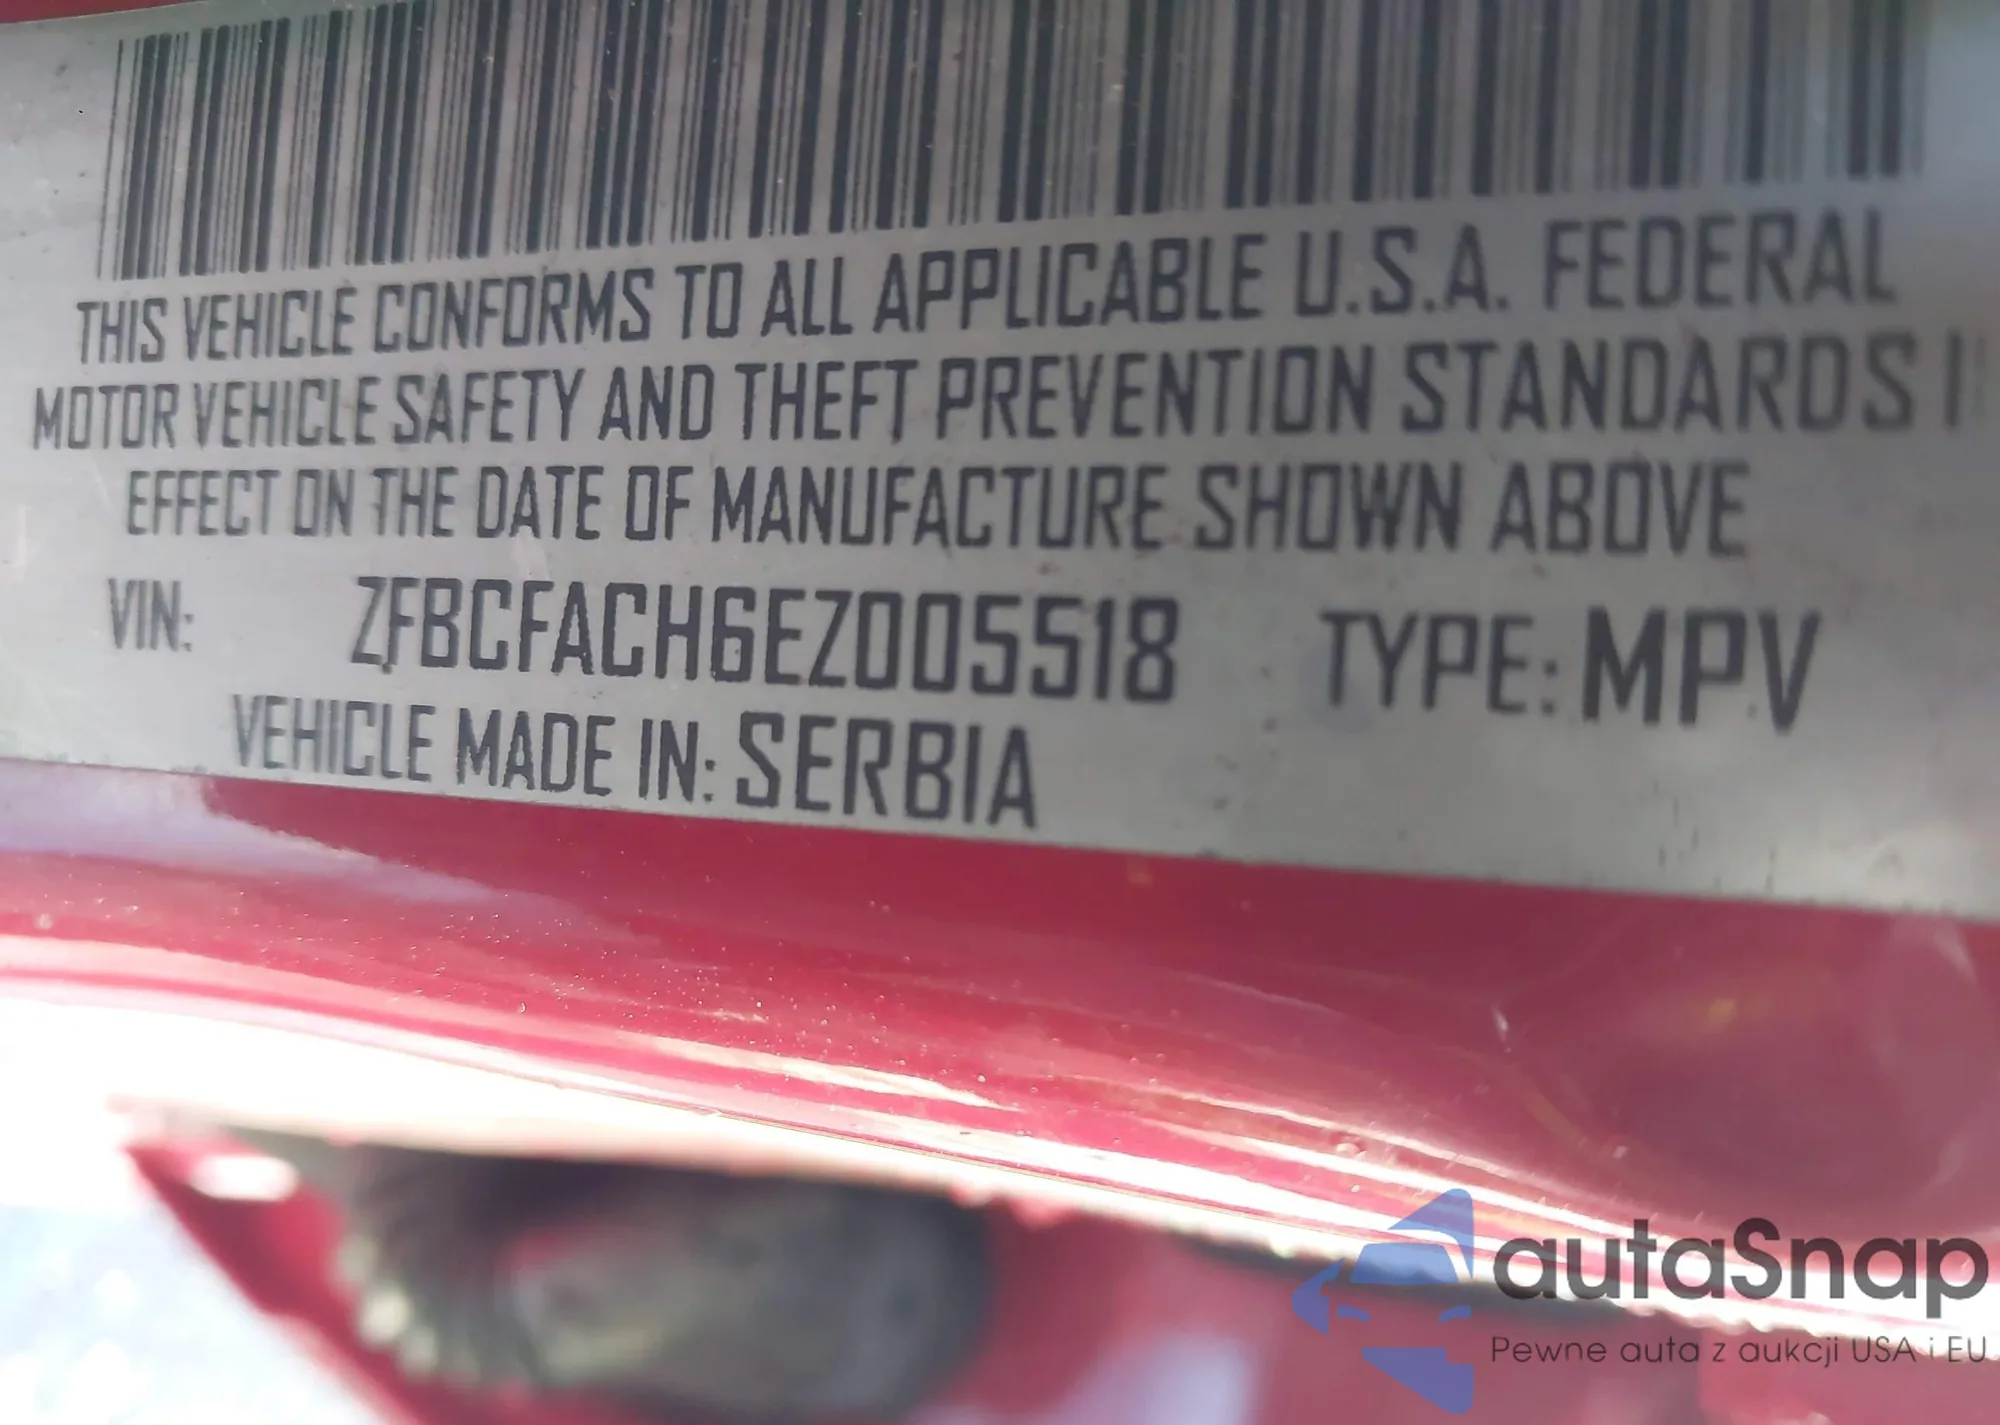 THIS VEHICLE CONFORMS TO ALL APPLICABLE U.S.A. FEDERAL
MOTOR VEHICLE SAFETY AND THEFT PREVENTION STANDARDS
EFFECT ON THE DATE OF MANUFACTURE SHOWN ABOVE
VIN: ZFBCFACH6EZ005518 TYPE: MPV
VEHICLE MADE IN: SERBIA
autaSnap
Pewne auta z aukcji USA i EU